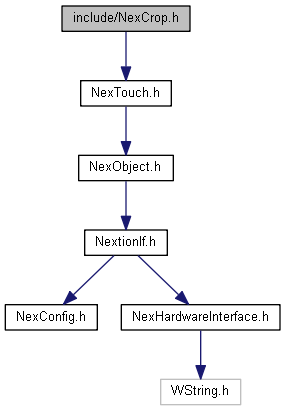 include/NexCrop.h
NexTouch.h
NexObject.h
NextionIf.h
NexConfig.h
NexHardwareInterface.h
WString.h